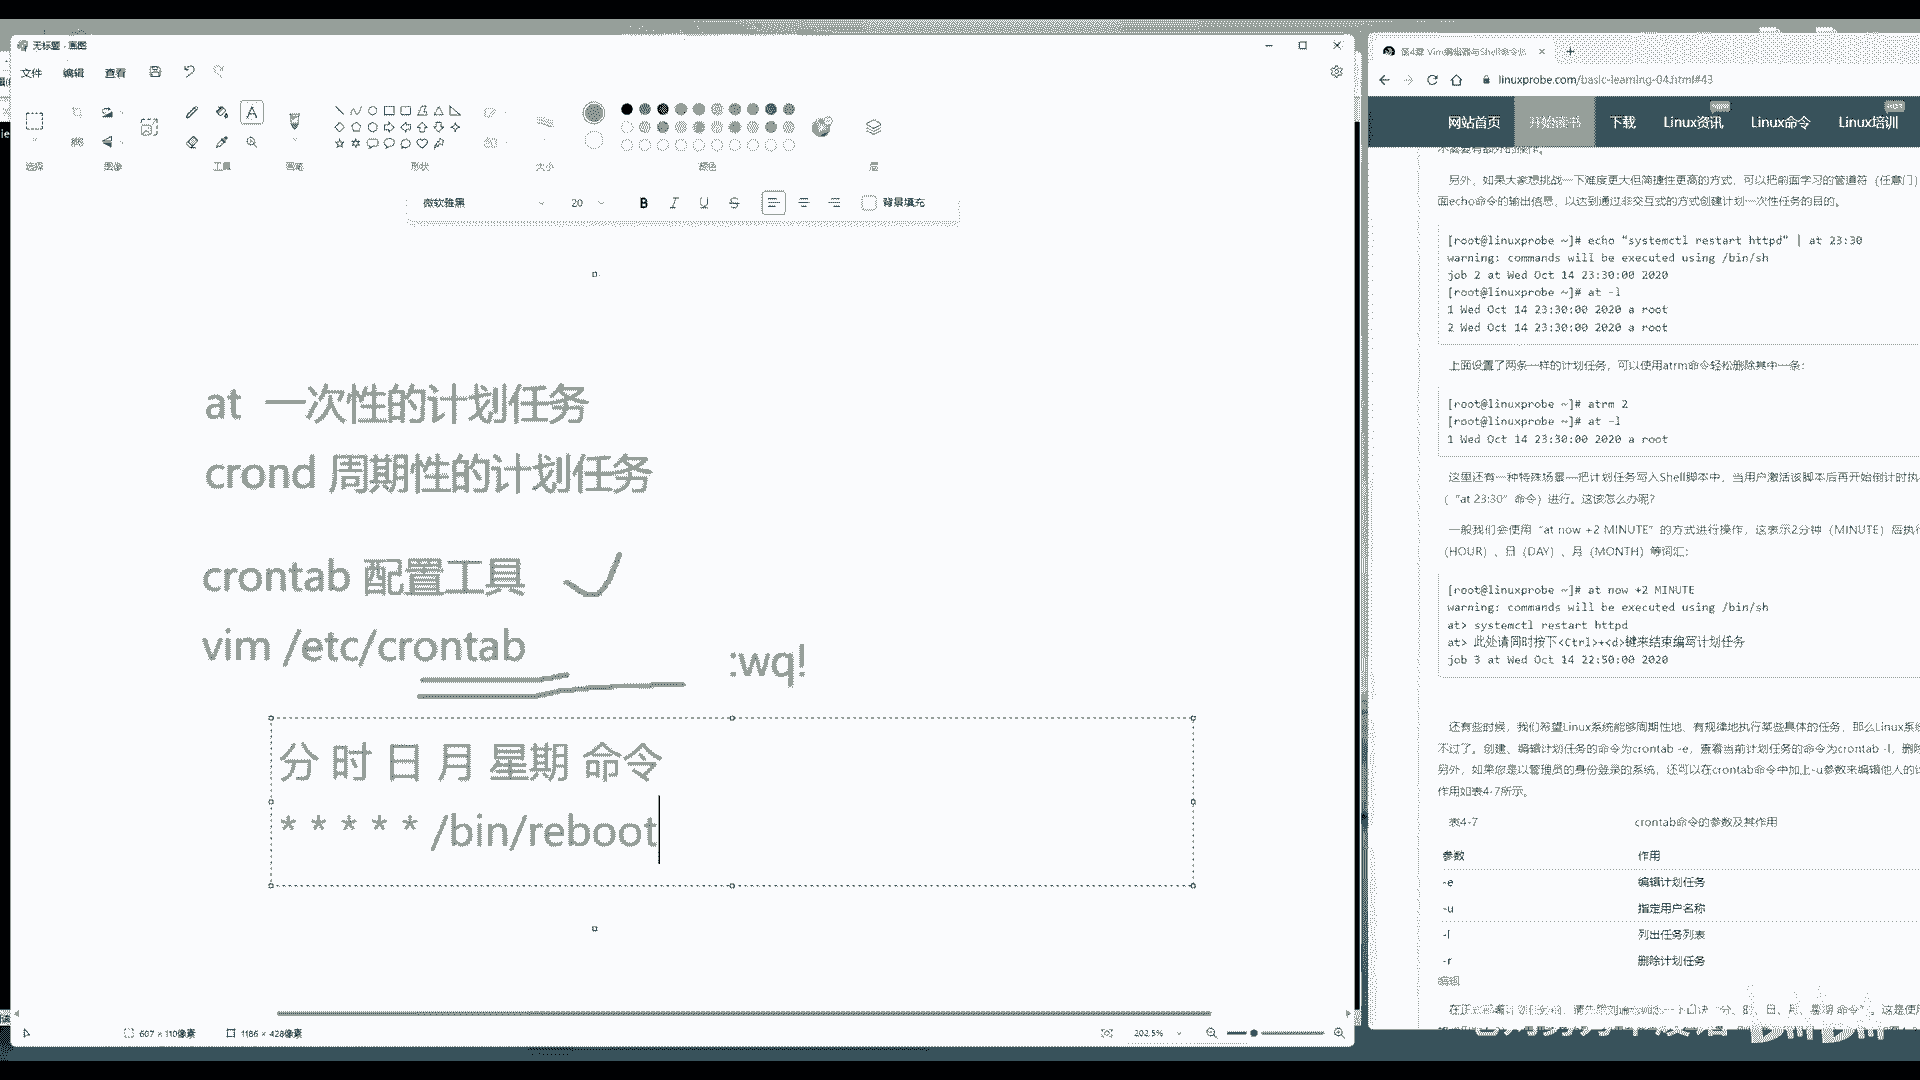 无标题 - 画图
文件 编辑 查看
选择 图像 工具 画笔 形状 大小 颜色 层
微软雅黑 20 B I U S 背景填充
at 一次性的计划任务
crond 周期性的计划任务
crontab 配置工具
vim /etc/crontab
:wq!
分 时 日 月 星期 命令
* * * * * /bin/reboot
607 × 110像素 1186 × 428像素 202.5%
第4章 Vim编辑器与Shell命令
linuxprobe.com/basic-learning-04.html#43
网站首页 开始读书 下载 Linux资讯 Linux命令 Linux培训
另外，如果大家想挑战一下难度更大但简捷性更高的方式，可以把前面学习的管道符（任意门）
面echo命令的输出信息，以达到通过非交互式的方式创建计划一次性任务的目的。
[root@linuxprobe ~]# echo "systemctl restart httpd" | at 23:30
warning: commands will be executed using /bin/sh
job 2 at Wed Oct 14 23:30:00 2020
[root@linuxprobe ~]# at -l
1 Wed Oct 14 23:30:00 2020 a root
2 Wed Oct 14 23:30:00 2020 a root
上面设置了两条一样的计划任务，可以使用atrm命令轻松删除其中一条：
[root@linuxprobe ~]# atrm 2
[root@linuxprobe ~]# at -l
1 Wed Oct 14 23:30:00 2020 a root
这里还有一种特殊场景—把计划任务写入Shell脚本中，当用户激活该脚本后再开始倒计时执
（“at 23:30”命令）进行。这该怎么办呢？
一般我们会使用“at now +2 MINUTE”的方式进行操作，这表示2分钟（MINUTE）后执行
（HOUR）、日（DAY）、月（MONTH）等词汇：
[root@linuxprobe ~]# at now +2 MINUTE
warning: commands will be executed using /bin/sh
at> systemctl restart httpd
at> 此处请同时按下<Ctrl>+<d>键来结束编写计划任务
job 3 at Wed Oct 14 22:50:00 2020
还有些时候，我们希望Linux系统能够周期性地、有规律地执行某些具体的任务，那么Linux系
不过了。创建、编辑计划任务的命令为crontab -e，查看当前计划任务的命令为crontab -l，删除
另外，如果您是以管理员的身份登录的系统，还可以在crontab命令中加上-u参数来编辑他人的计
作用如表4-7所示。
表4-7 crontab命令的参数及其作用
参数 作用
-e 编辑计划任务
-u 指定用户名称
-l 列出任务列表
-r 删除计划任务
编辑